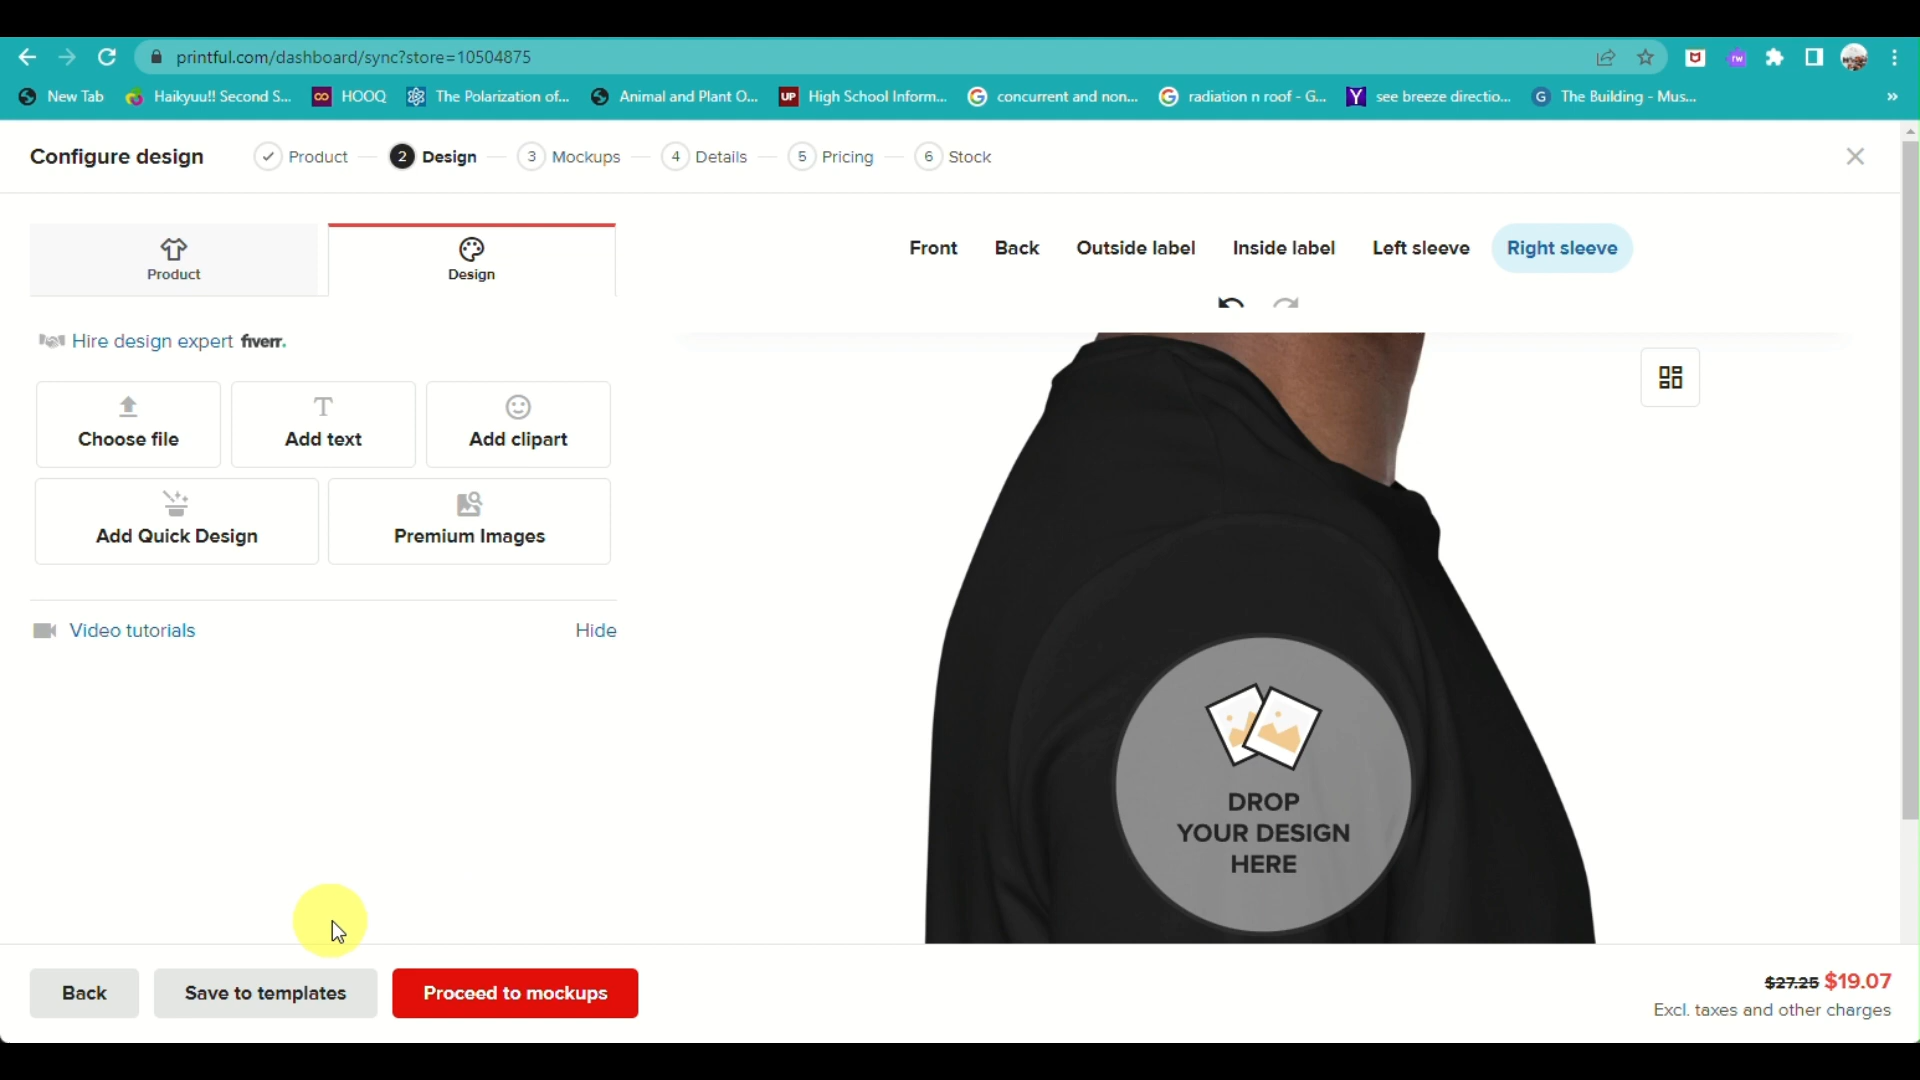 printful.com/dashboard/sync?store=10504875
New Tab
Haikyuu!! Second S...
HOOQ
The Polarization of...
Animal and Plant O...
UP High School Inform...
concurrent and non...
radiation n roof - G...
see breeze directio...
The Building - Mus...
»
Configure design
Product
2 Design
3 Mockups
4 Details
5 Pricing
6 Stock
Product
Design
Front
Back
Outside label
Inside label
Left sleeve
Right sleeve
Hire design expert fiverr.
Choose file
Add text
Add clipart
Add Quick Design
Premium Images
Video tutorials
Hide
DROP
YOUR DESIGN
HERE
Back
Save to templates
Proceed to mockups
$27.25 $19.07
Excl. taxes and other charges